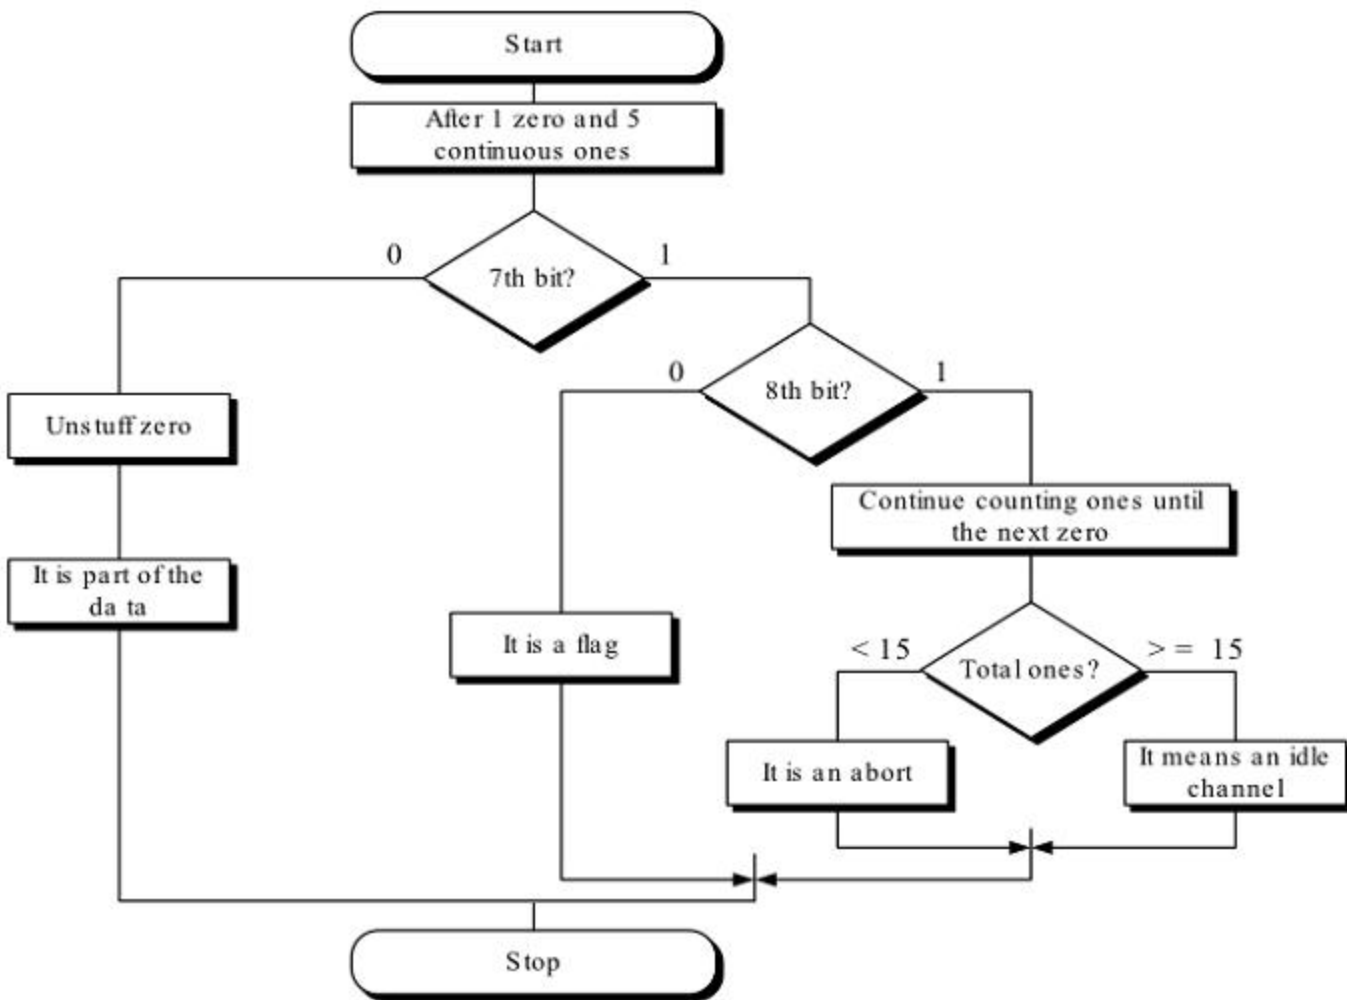 Start
After 1 zero and 5
continuous ones
0
1
7th bit?
0
1
8th bit?
Unstuff zero
Continue counting ones until
the next zero
It is part of the
da ta
It is a flag
< 15
> = 15
Total ones?
It is an abort
It means an idle
channel
Stop